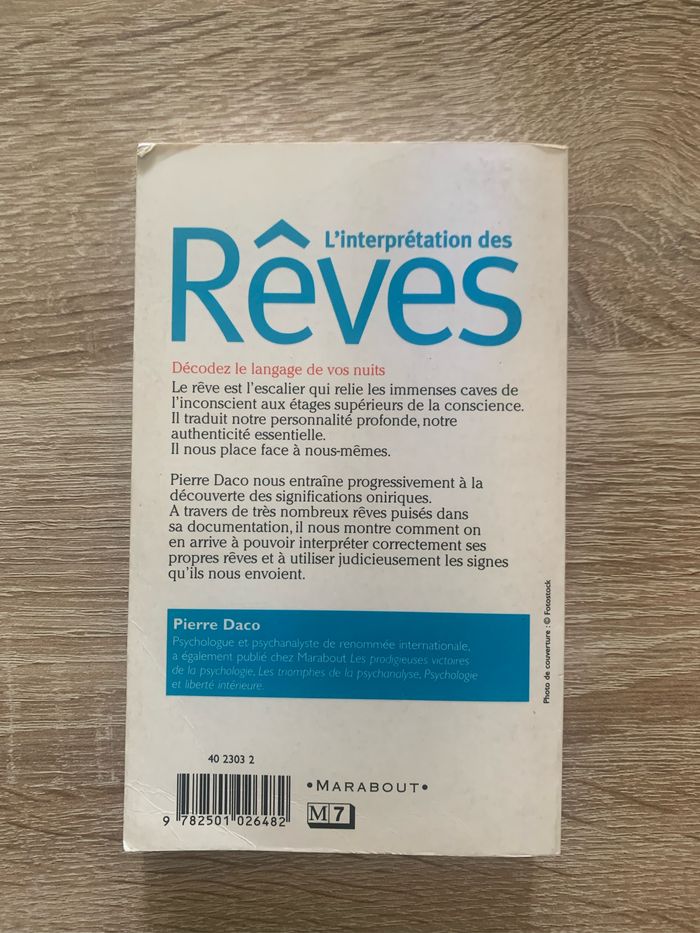 L'interprétation des
Rêves
Décodez le langage de vos nuits
Le rêve est l'escalier qui relie les immenses caves de
l'inconscient aux étages supérieurs de la conscience.
Il traduit notre personnalité profonde, notre
authenticité essentielle.
Il nous place face à nous-mêmes.
Pierre Daco nous entraîne progressivement à la
découverte des significations oniriques.
A travers de très nombreux rêves puisés dans
sa documentation, il nous montre comment on
en arrive à pouvoir interpréter correctement ses
propres rêves et à utiliser judicieusement les signes
qu'ils nous envoient.
Pierre Daco
Psychologue et psychanalyste de renommée internationale,
a également publié chez Marabout Les prodigieuses victoires
de la psychologie, Les triomphes de la psychanalyse, Psychologie
et liberté intérieure.
Photo de couverture : © Fotostock
40 2303 2
9 782501 026482
•MARABOUT•
M 7